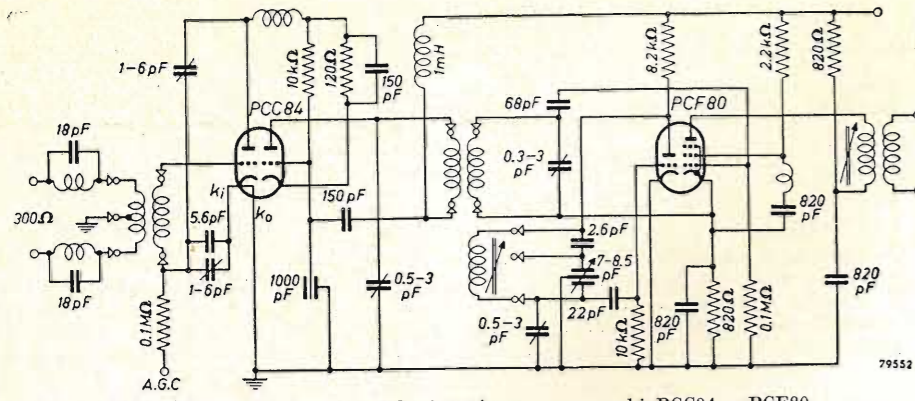 1-6pF
10kΩ
120Ω
150
pF
1mH
8.2kΩ
2.2kΩ
820Ω
PCC84
68pF
PCF80
18pF
0.3-3
pF
ki
150pF
820
pF
300Ω
5.6pF
ko
2.6pF
7-8.5
pF
1-6pF
1000
pF
0.5-3
pF
22pF
820
pF
18pF
0.1MΩ
0.5-3
pF
10kΩ
820
pF
820Ω
0.1MΩ
79552
A.G.C
PCC84
PCF80